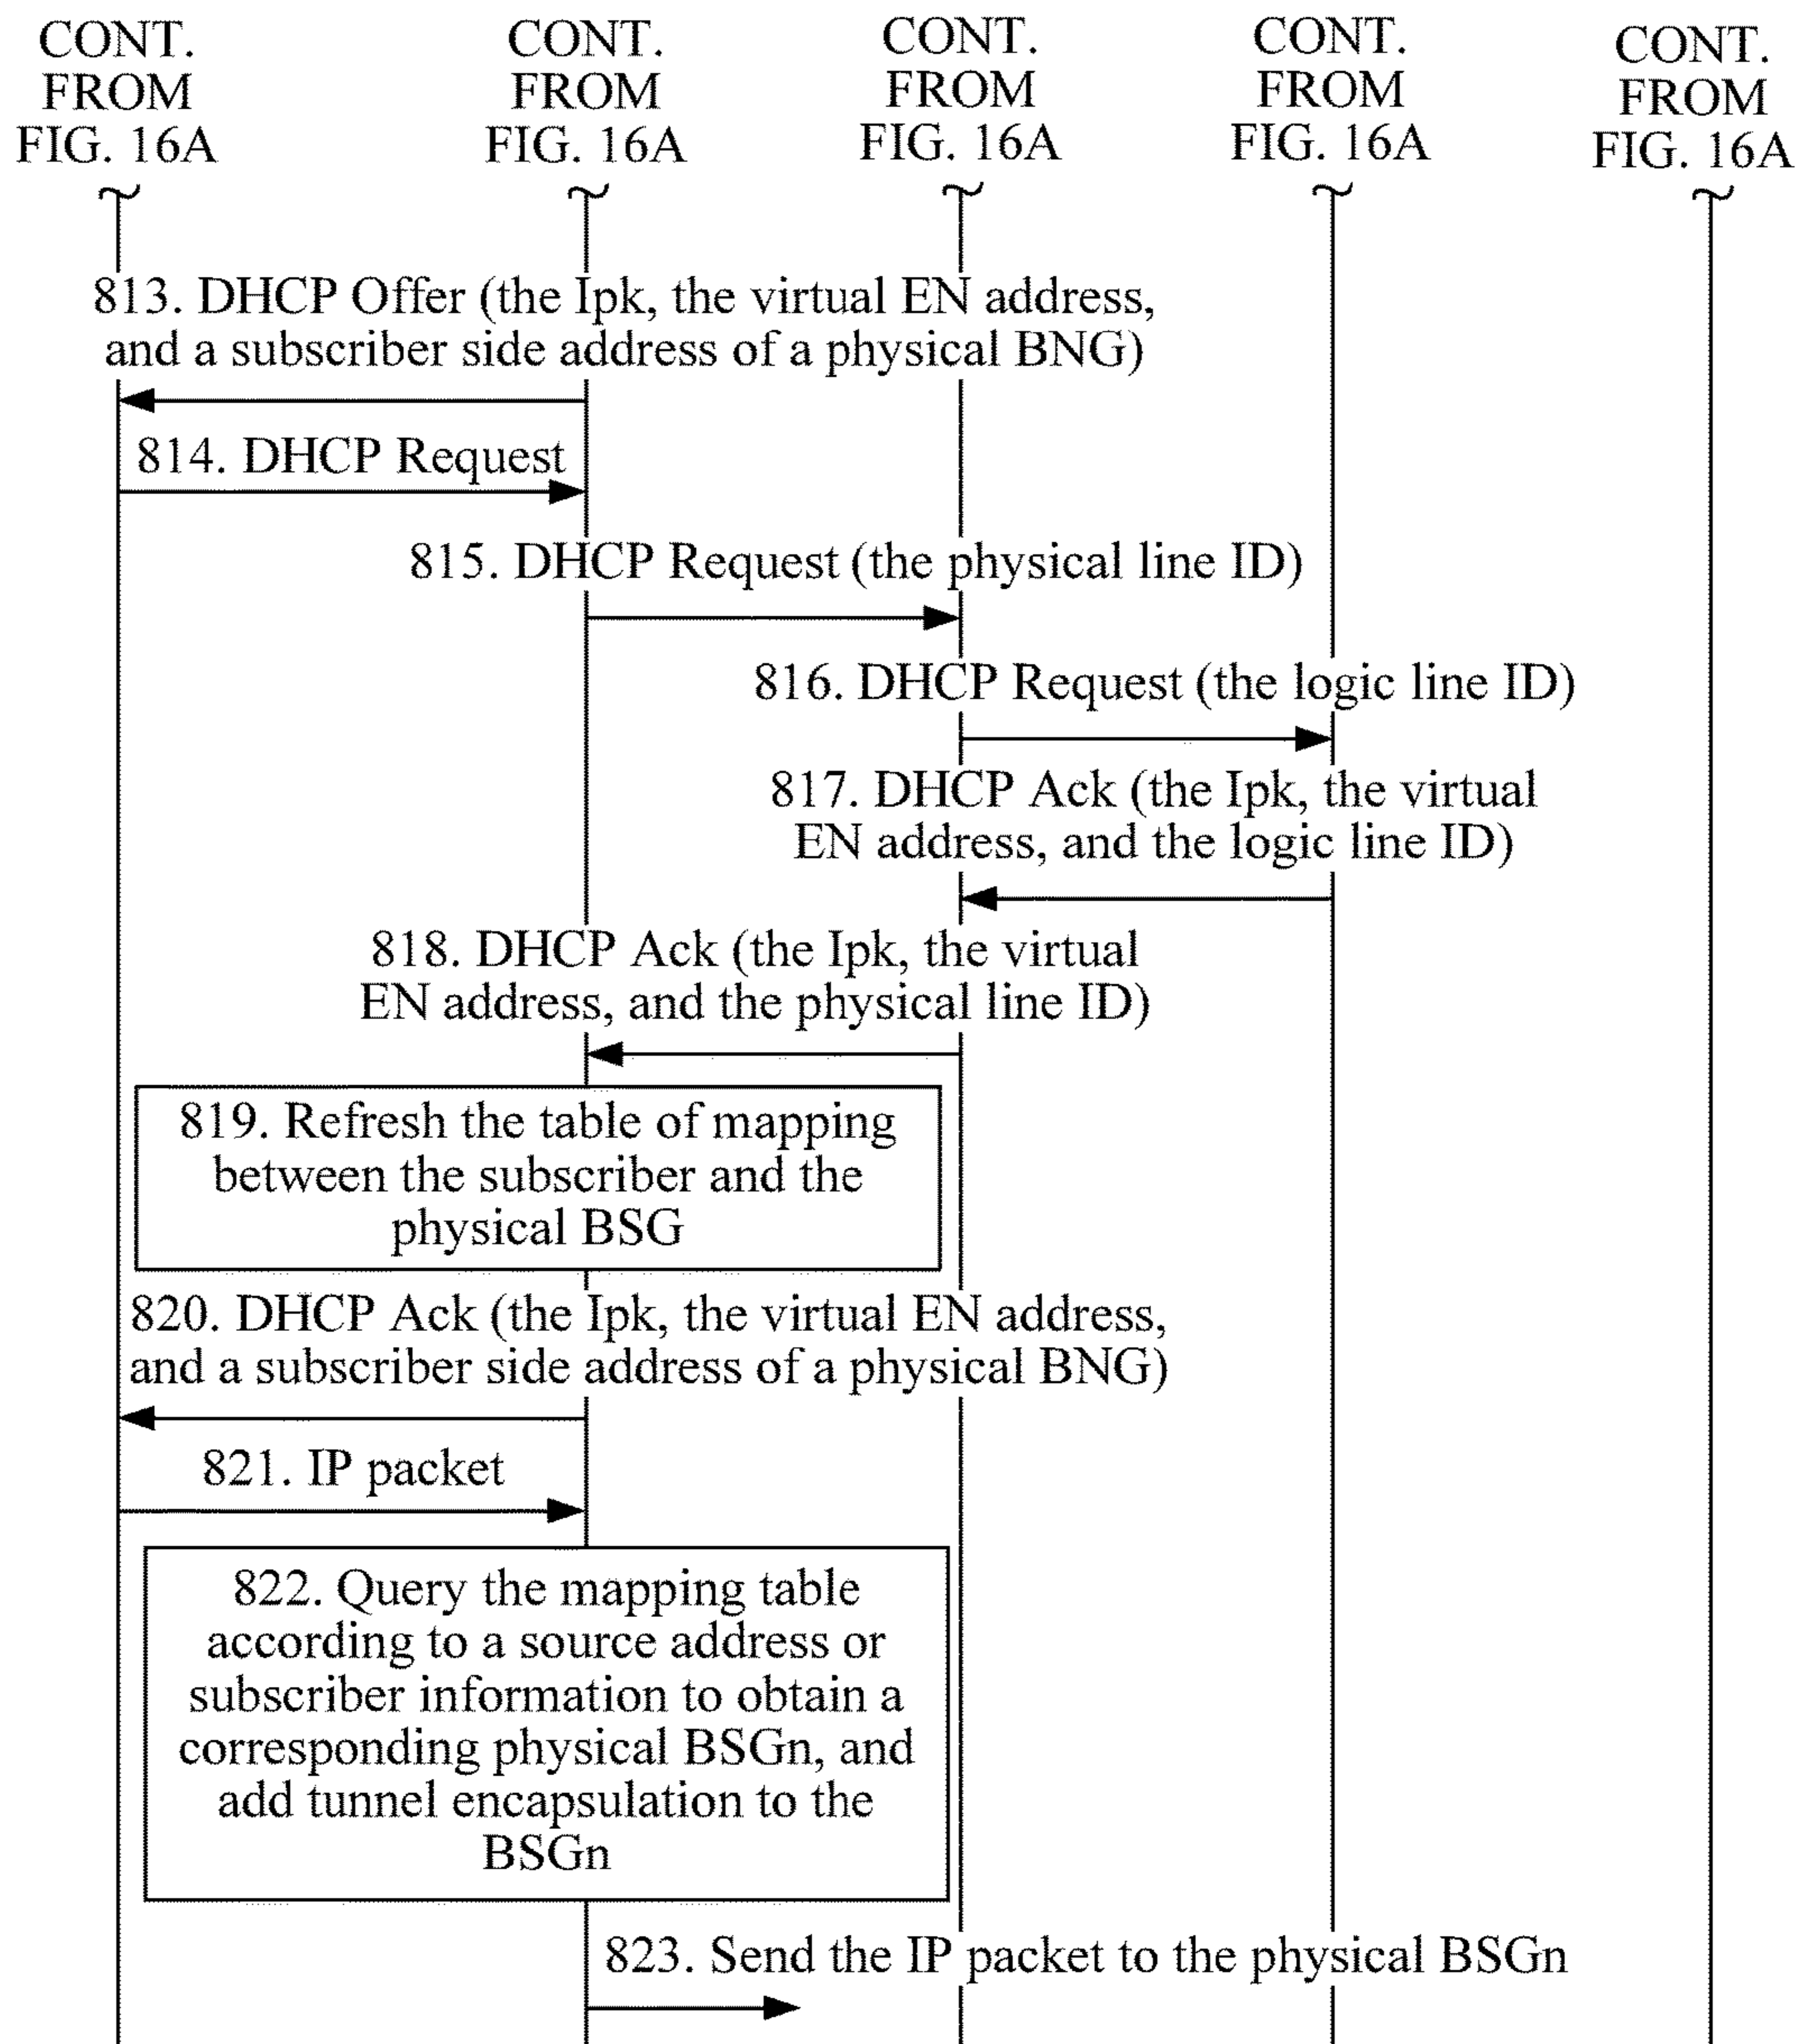 CONT.
FROM
FIG. 16A
CONT.
FROM
FIG. 16A
CONT.
FROM
FIG. 16A
CONT.
FROM
FIG. 16A
CONT.
FROM
FIG. 16A
813. DHCP Offer (the Ipk, the virtual EN address,
and a subscriber side address of a physical BNG)
814. DHCP Request
815. DHCP Request (the physical line ID)
816. DHCP Request (the logic line ID)
817. DHCP Ack (the Ipk, the virtual
EN address, and the logic line ID)
818. DHCP Ack (the Ipk, the virtual
EN address, and the physical line ID)
819. Refresh the table of mapping
between the subscriber and the
physical BSG
820. DHCP Ack (the Ipk, the virtual EN address,
and a subscriber side address of a physical BNG)
821. IP packet
822. Query the mapping table
according to a source address or
subscriber information to obtain a
corresponding physical BSGn, and
add tunnel encapsulation to the
BSGn
823. Send the IP packet to the physical BSGn